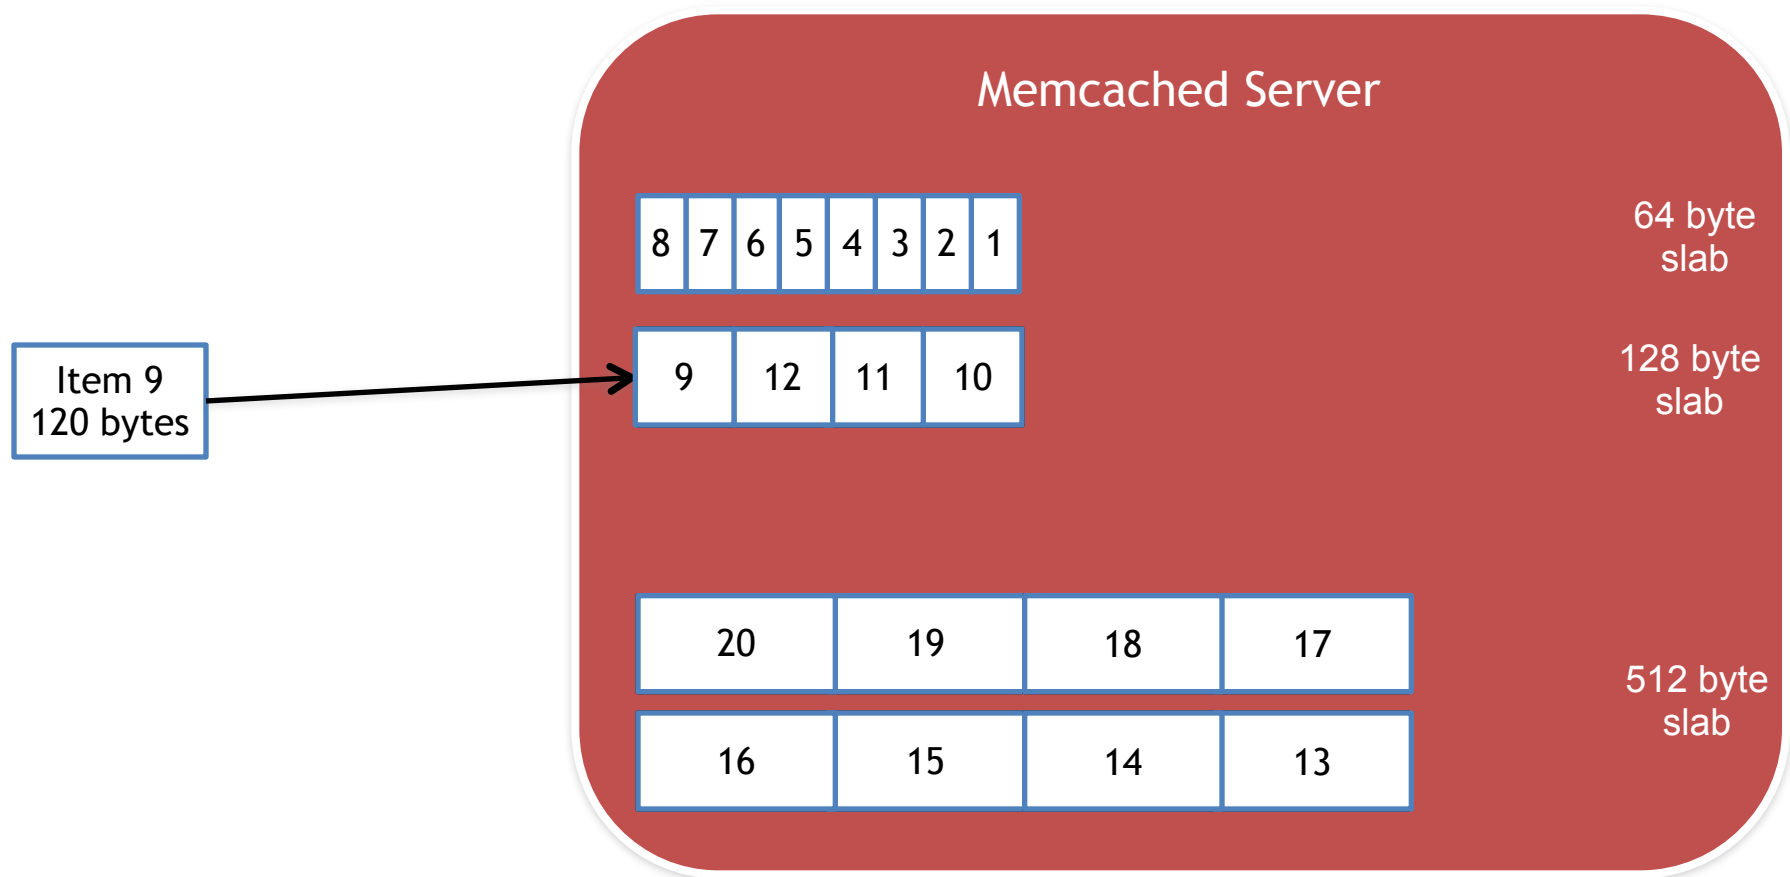 Memcached Server
8 7 6 5 4 3 2 1
64 byte
slab
Item 9
120 bytes
9 12 11 10
128 byte
slab
20 19 18 17
16 15 14 13
512 byte
slab